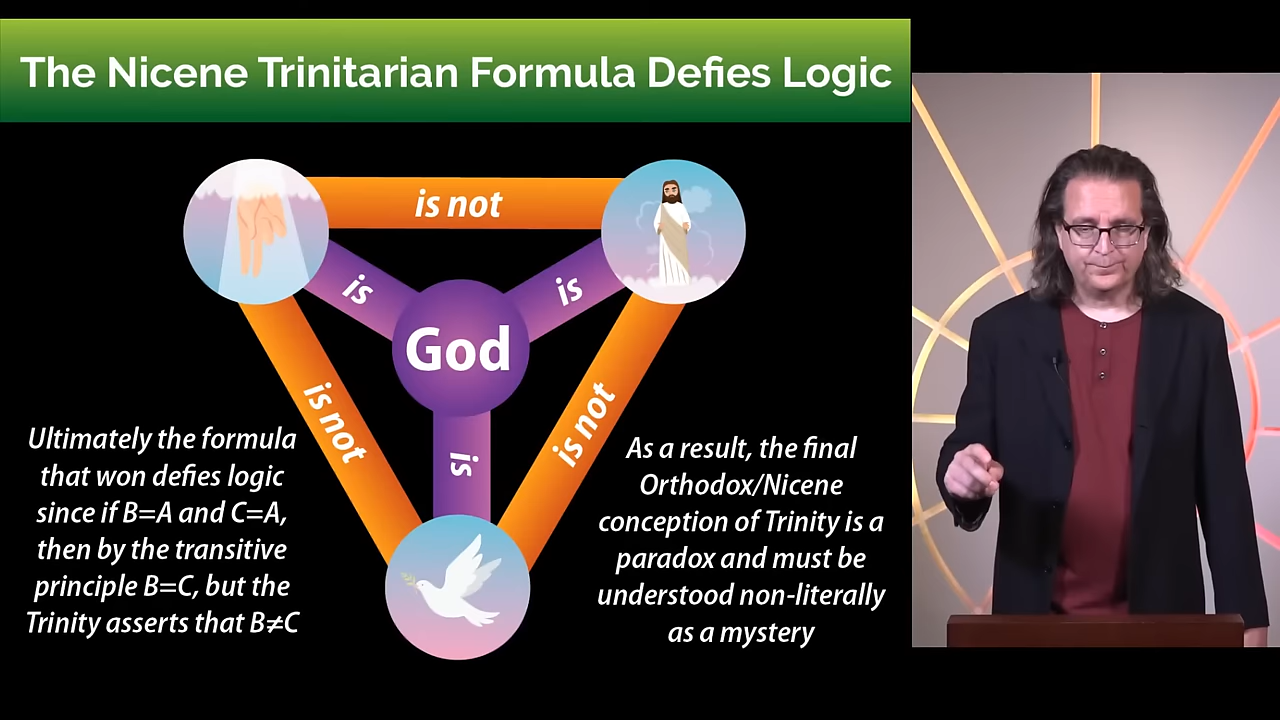 The Nicene Trinitarian Formula Defies Logic
is not
is
is
God
is not
is not
is
Ultimately the formula
that won defies logic
since if B=A and C=A,
then by the transitive
principle B=C, but the
Trinity asserts that B≠C
As a result, the final
Orthodox/Nicene
conception of Trinity is a
paradox and must be
understood non-literally
as a mystery